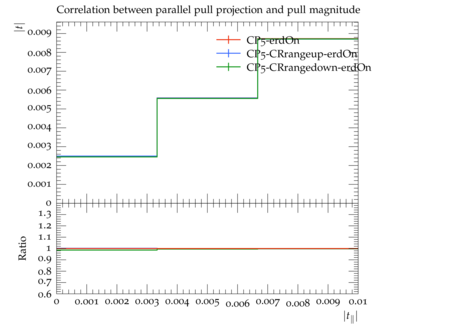 Correlation between parallel pull projection and pull magnitude
|t|
0.009
0.008
0.007
0.006
0.005
0.004
0.003
0.002
0.001
0
CP5-erdOn
CP5-CRrangeup-erdOn
CP5-CRrangedown-erdOn
Ratio
1.3
1.2
1.1
1
0.9
0.8
0.7
0.6
0 0.001 0.002 0.003 0.004 0.005 0.006 0.007 0.008 0.009 0.01
|t∥|